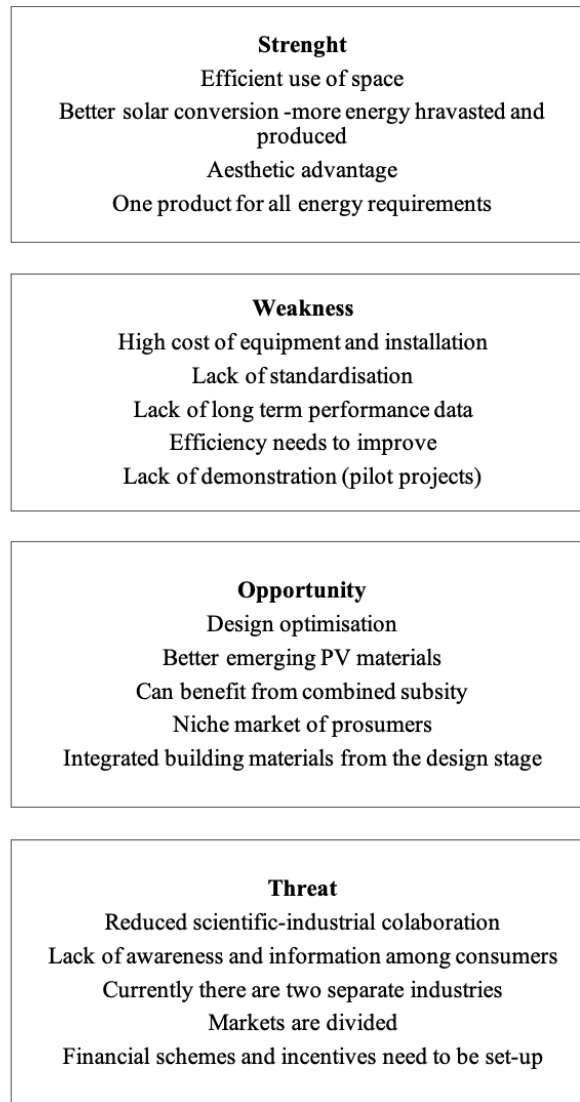 Strenght
Efficient use of space
Better solar conversion -more energy hravasted and
produced
Aesthetic advantage
One product for all energy requirements
Weakness
High cost of equipment and installation
Lack of standardisation
Lack of long term performance data
Efficiency needs to improve
Lack of demonstration (pilot projects)
Opportunity
Design optimisation
Better emerging PV materials
Can benefit from combined subsity
Niche market of prosumers
Integrated building materials from the design stage
Threat
Reduced scientific-industrial colaboration
Lack of awareness and information among consumers
Currently there are two separate industries
Markets are divided
Financial schemes and incentives need to be set-up